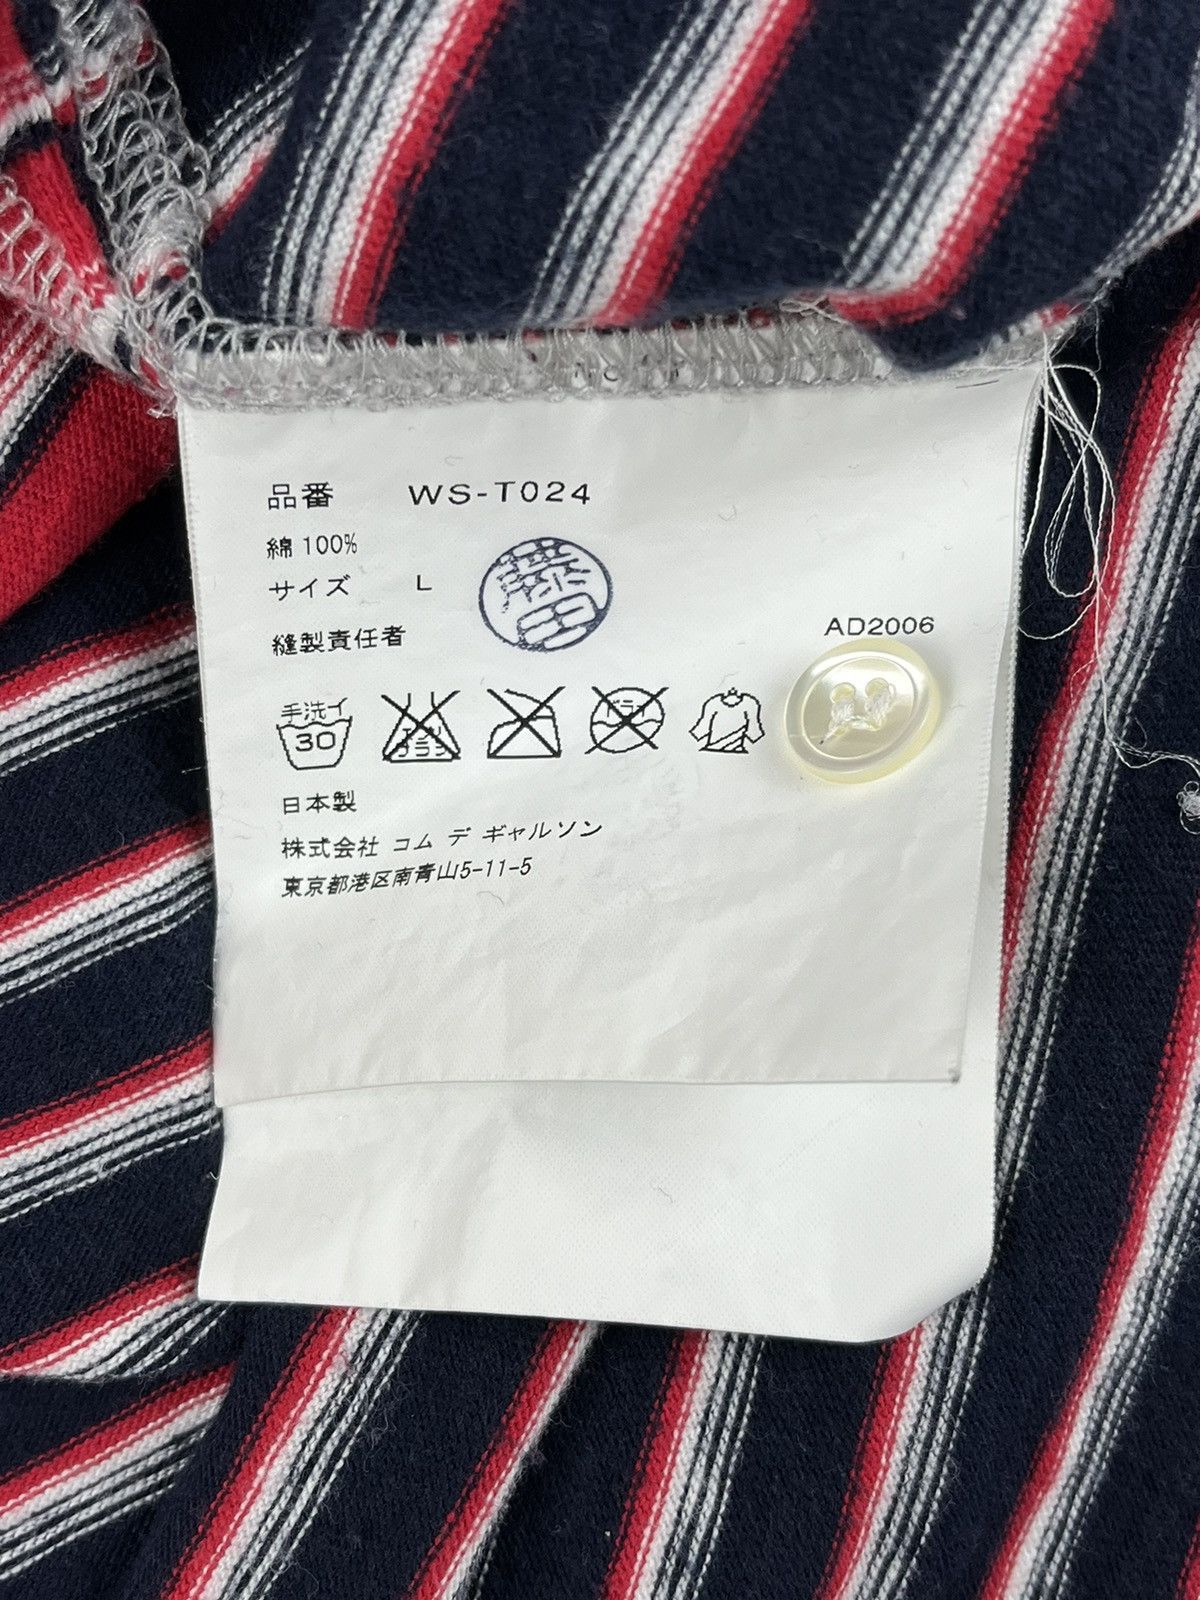 品番 WS-T024
綿 100%
サイズ L
縫製責任者
藤田
AD2006
手洗イ
30
日本製
株式会社 コム デ ギャルソン
東京都港区南青山5-11-5